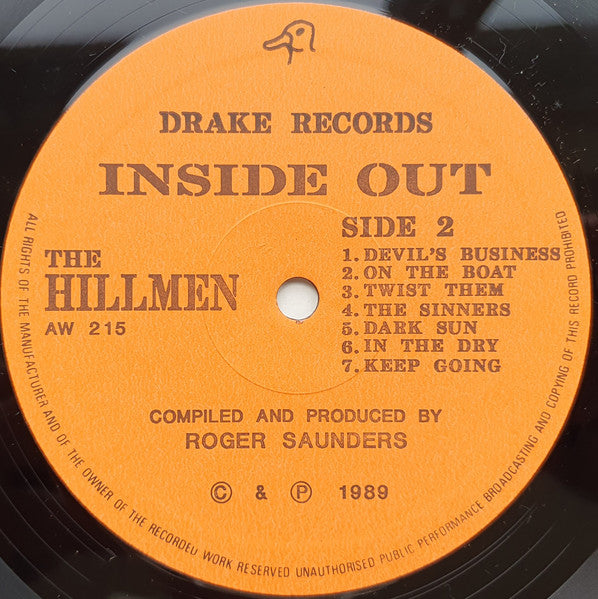 DRAKE RECORDS
INSIDE OUT
SIDE 2
THE
HILLMEN
AW 215
1. DEVIL'S BUSINESS
2. ON THE BOAT
3. TWIST THEM
4. THE SINNERS
5. DARK SUN
6. IN THE DRY
7. KEEP GOING
COMPILED AND PRODUCED BY
ROGER SAUNDERS
© & ℗ 1989
ALL RIGHTS OF THE MANUFACTURER AND OF THE OWNER OF THE RECORDED WORK RESERVED UNAUTHORISED PUBLIC PERFORMANCE BROADCASTING AND COPYING OF THIS RECORD PROHIBITED